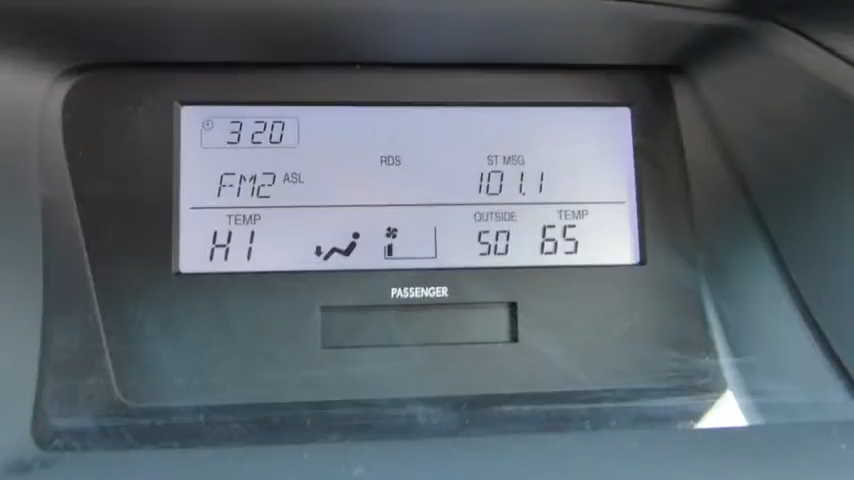 3:20
RDS ST MSG
FM2 ASL 101.1
TEMP OUTSIDE TEMP
HI 50 65
PASSENGER